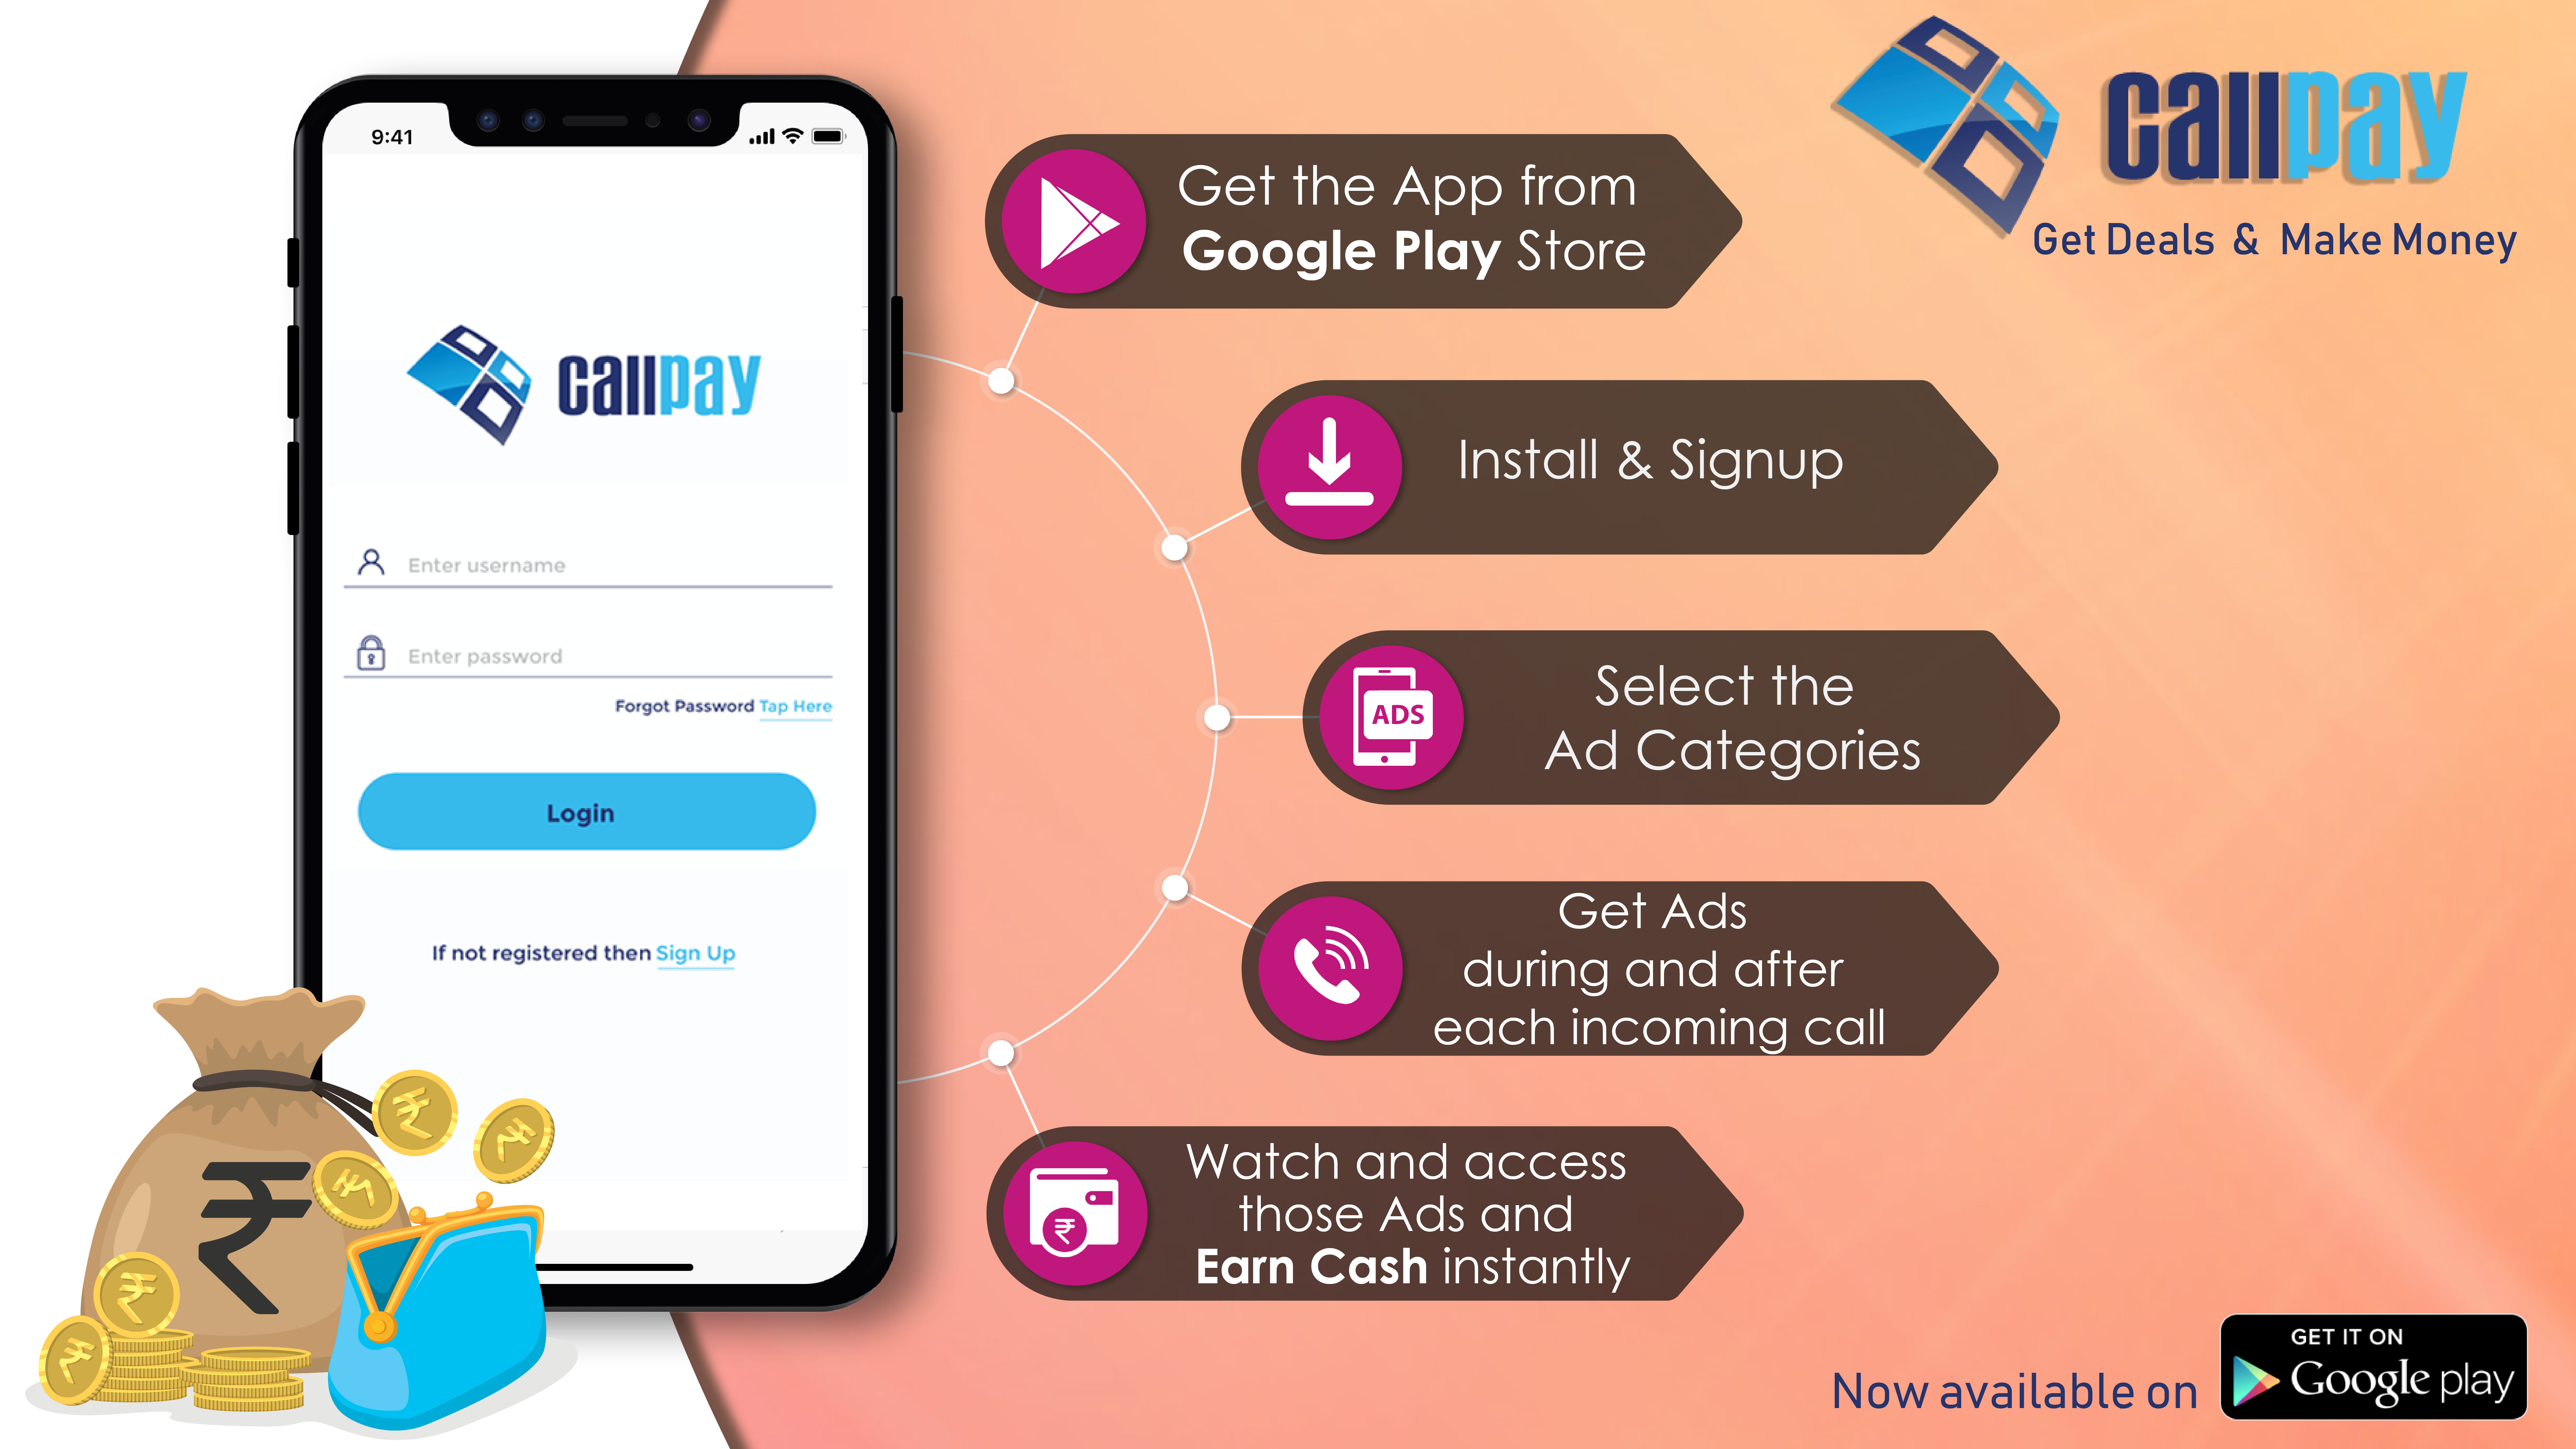 9:41
callpay
Enter username
Enter password
Forgot Password Tap Here
Login
If not registered then Sign Up
₹
₹
₹
₹
₹
₹
Get the App from
Google Play Store
Install & Signup
ADS
Select the
Ad Categories
Get Ads
during and after
each incoming call
₹
Watch and access
those Ads and
Earn Cash instantly
callpay
Get Deals & Make Money
Now available on
GET IT ON
Google play